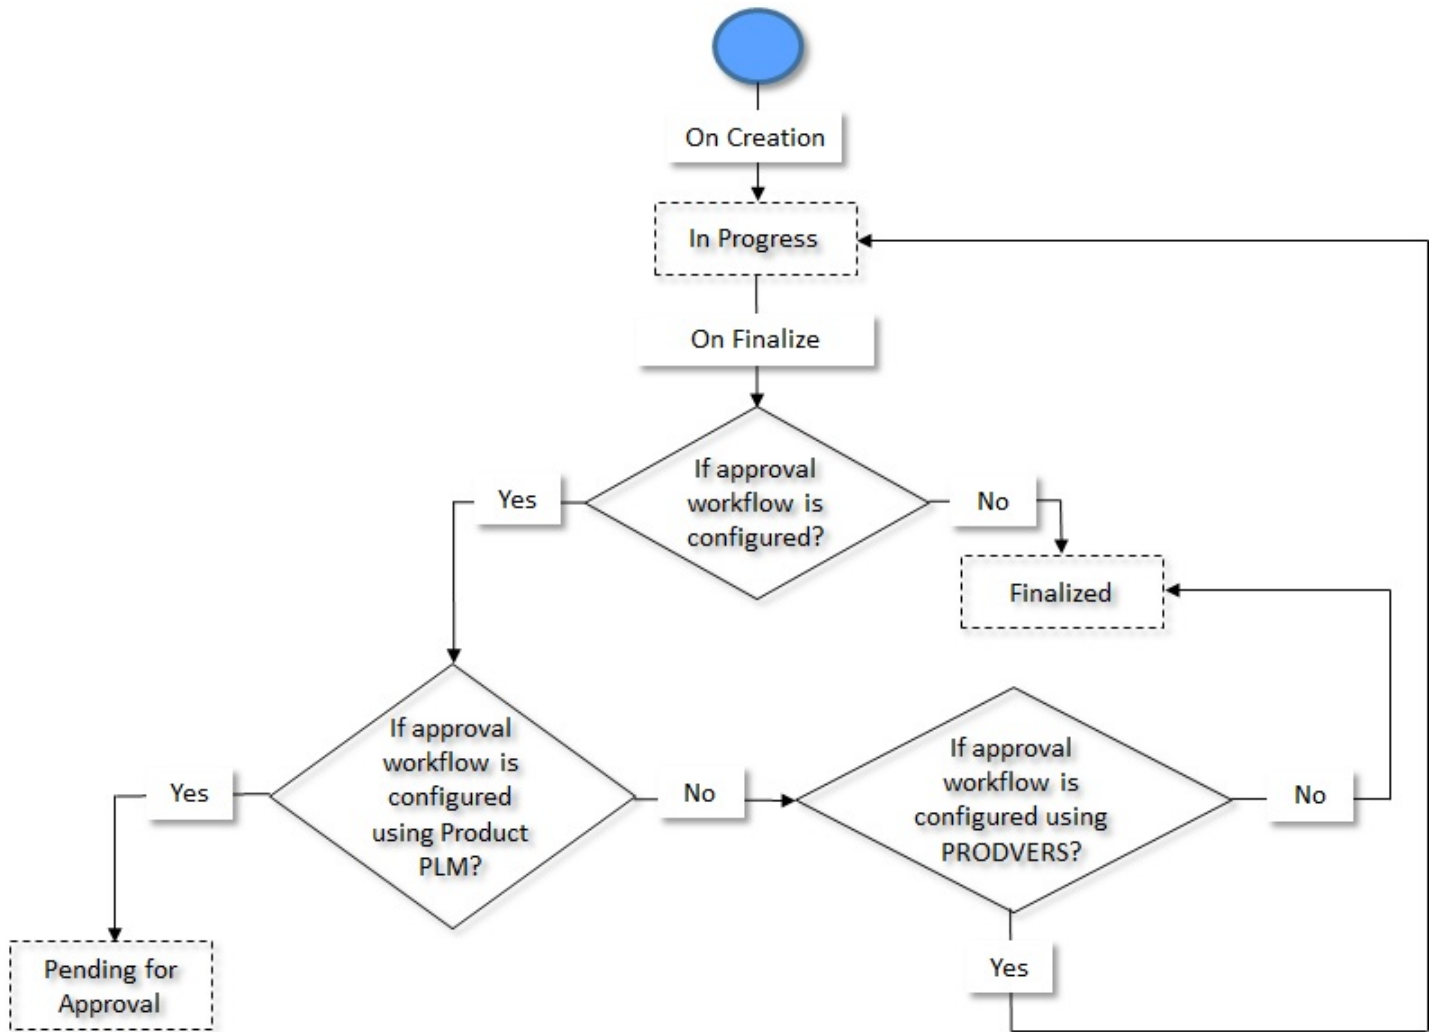 On Creation
In Progress
On Finalize
If approval
workflow is
configured?
Yes
No
Finalized
If approval
workflow is
configured
using Product
PLM?
Yes
No
If approval
workflow is
configured using
PRODVERS?
No
Yes
Pending for
Approval